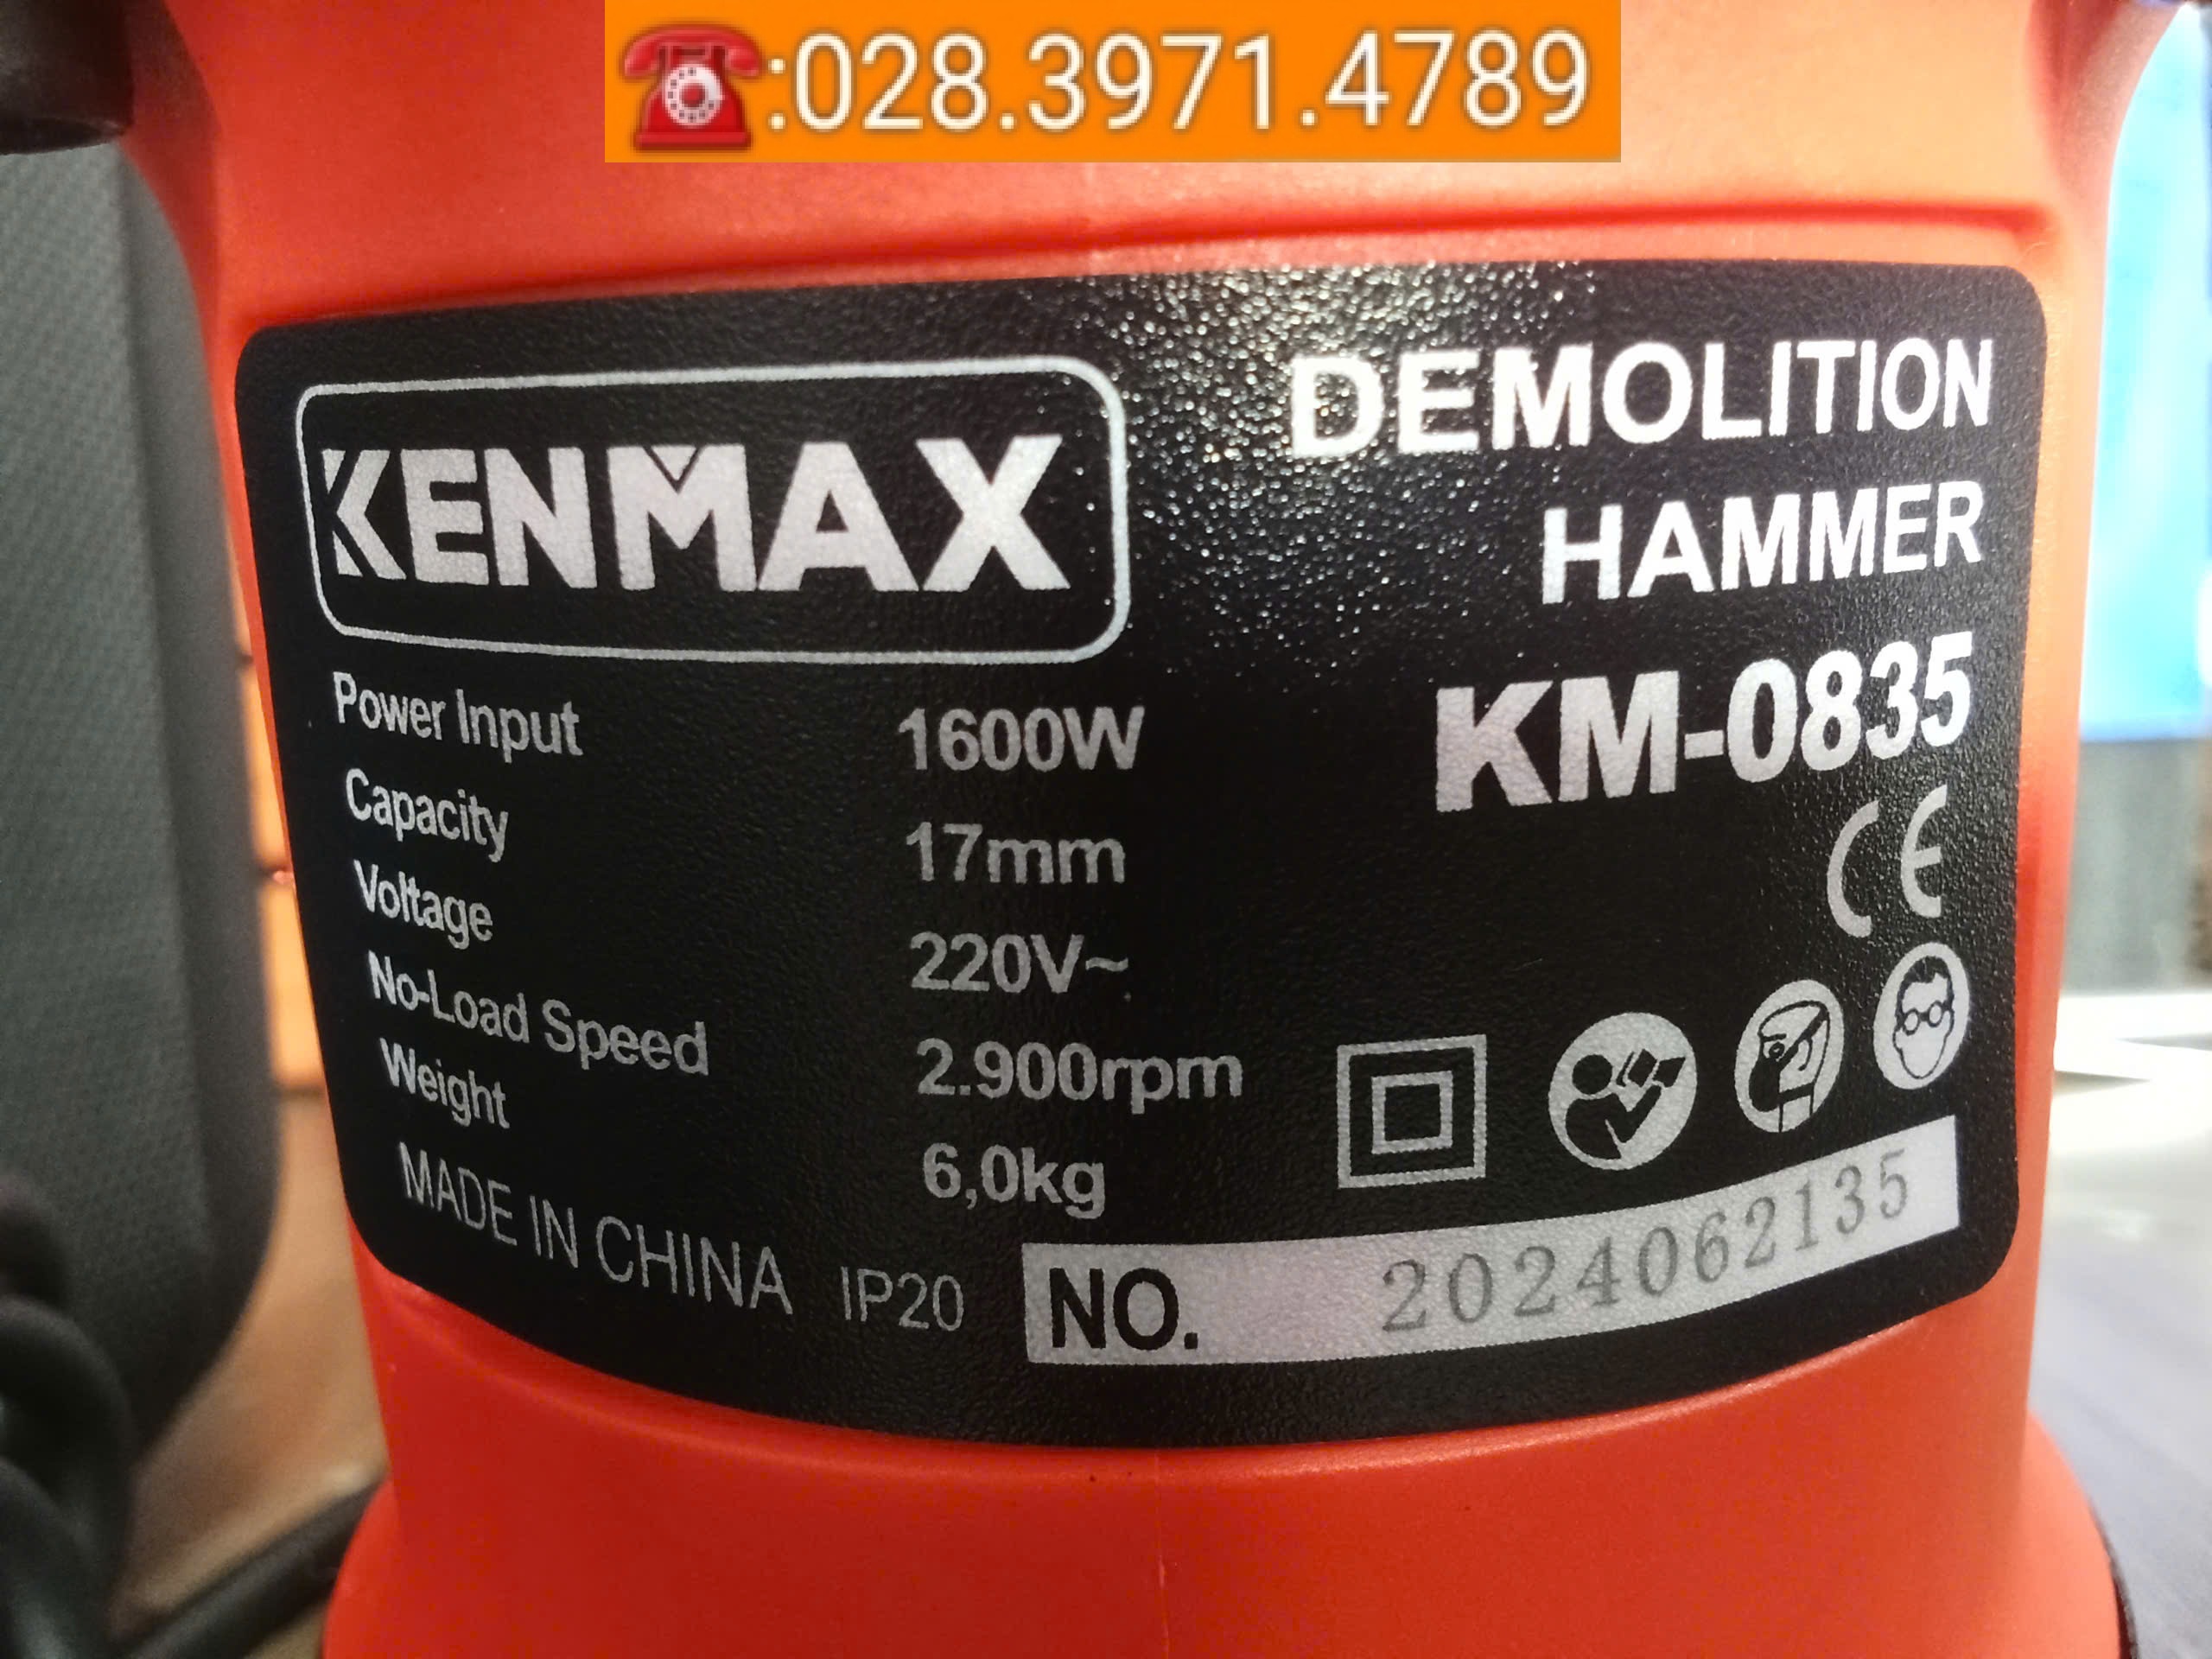 ☎:028.3971.4789
KENMAX
DEMOLITION
HAMMER
KM-0835
CE
Power Input 1600W
Capacity 17mm
Voltage 220V~
No-Load Speed 2.900rpm
Weight 6,0kg
MADE IN CHINA IP20
NO. 2024062135